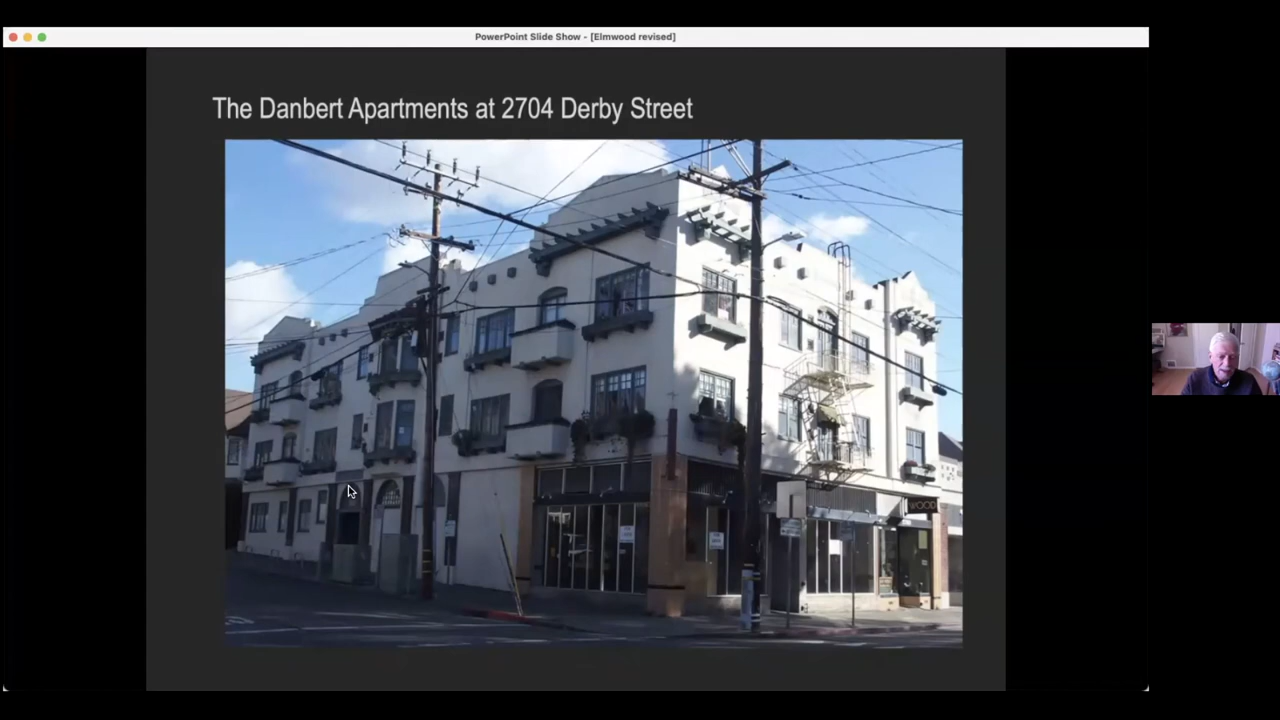 PowerPoint Slide Show - [Elmwood revised]
The Danbert Apartments at 2704 Derby Street
WOOD